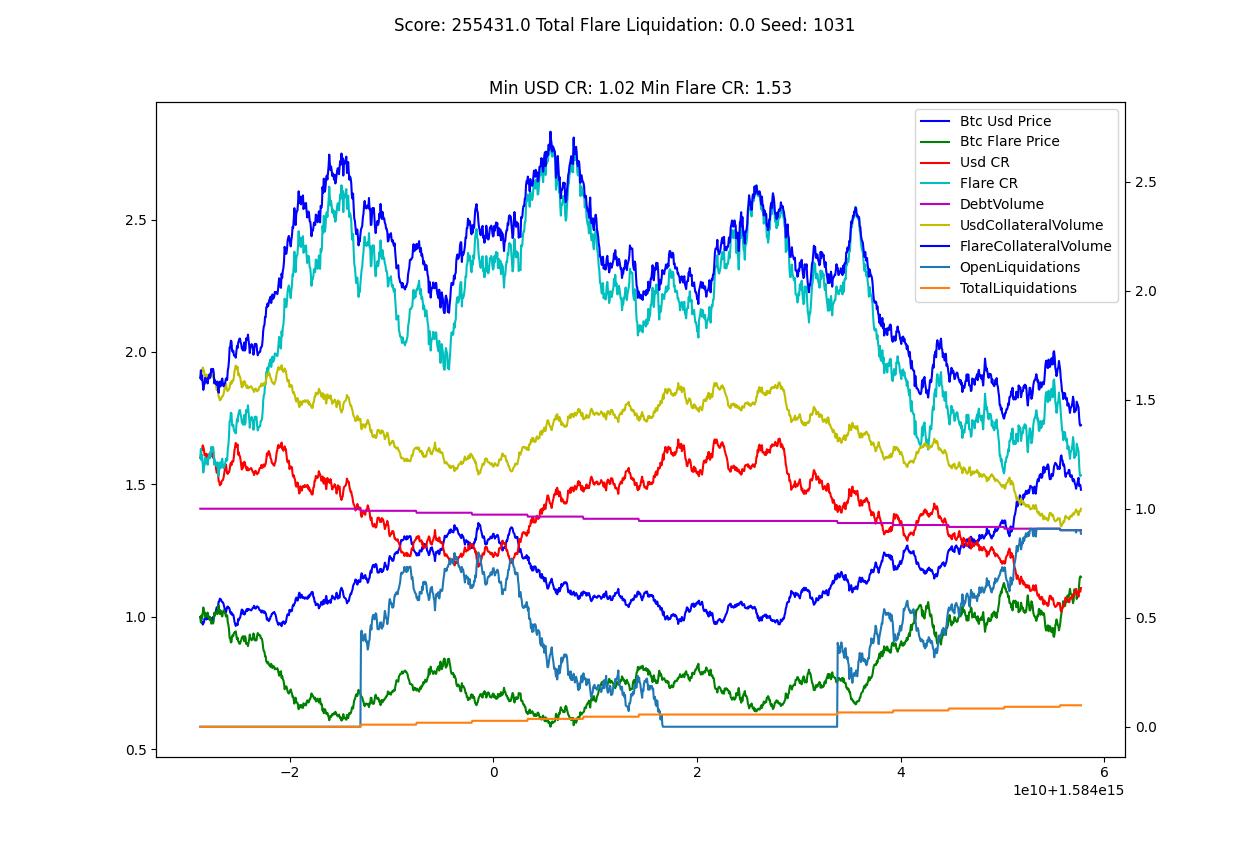 Score: 255431.0 Total Flare Liquidation: 0.0 Seed: 1031
Min USD CR: 1.02 Min Flare CR: 1.53
Btc Usd Price
Btc Flare Price
Usd CR
Flare CR
DebtVolume
UsdCollateralVolume
FlareCollateralVolume
OpenLiquidations
TotalLiquidations
2.5
2.0
1.5
1.0
0.5
2.5
2.0
1.5
1.0
0.5
0.0
−2
0
2
4
6
1e10+1.584e15